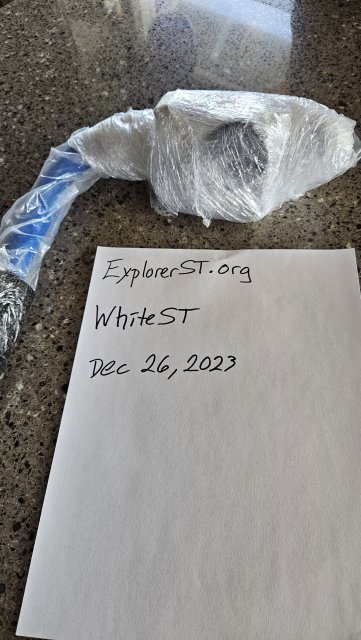 ExplorerST.org
WhiteST
Dec 26, 2023